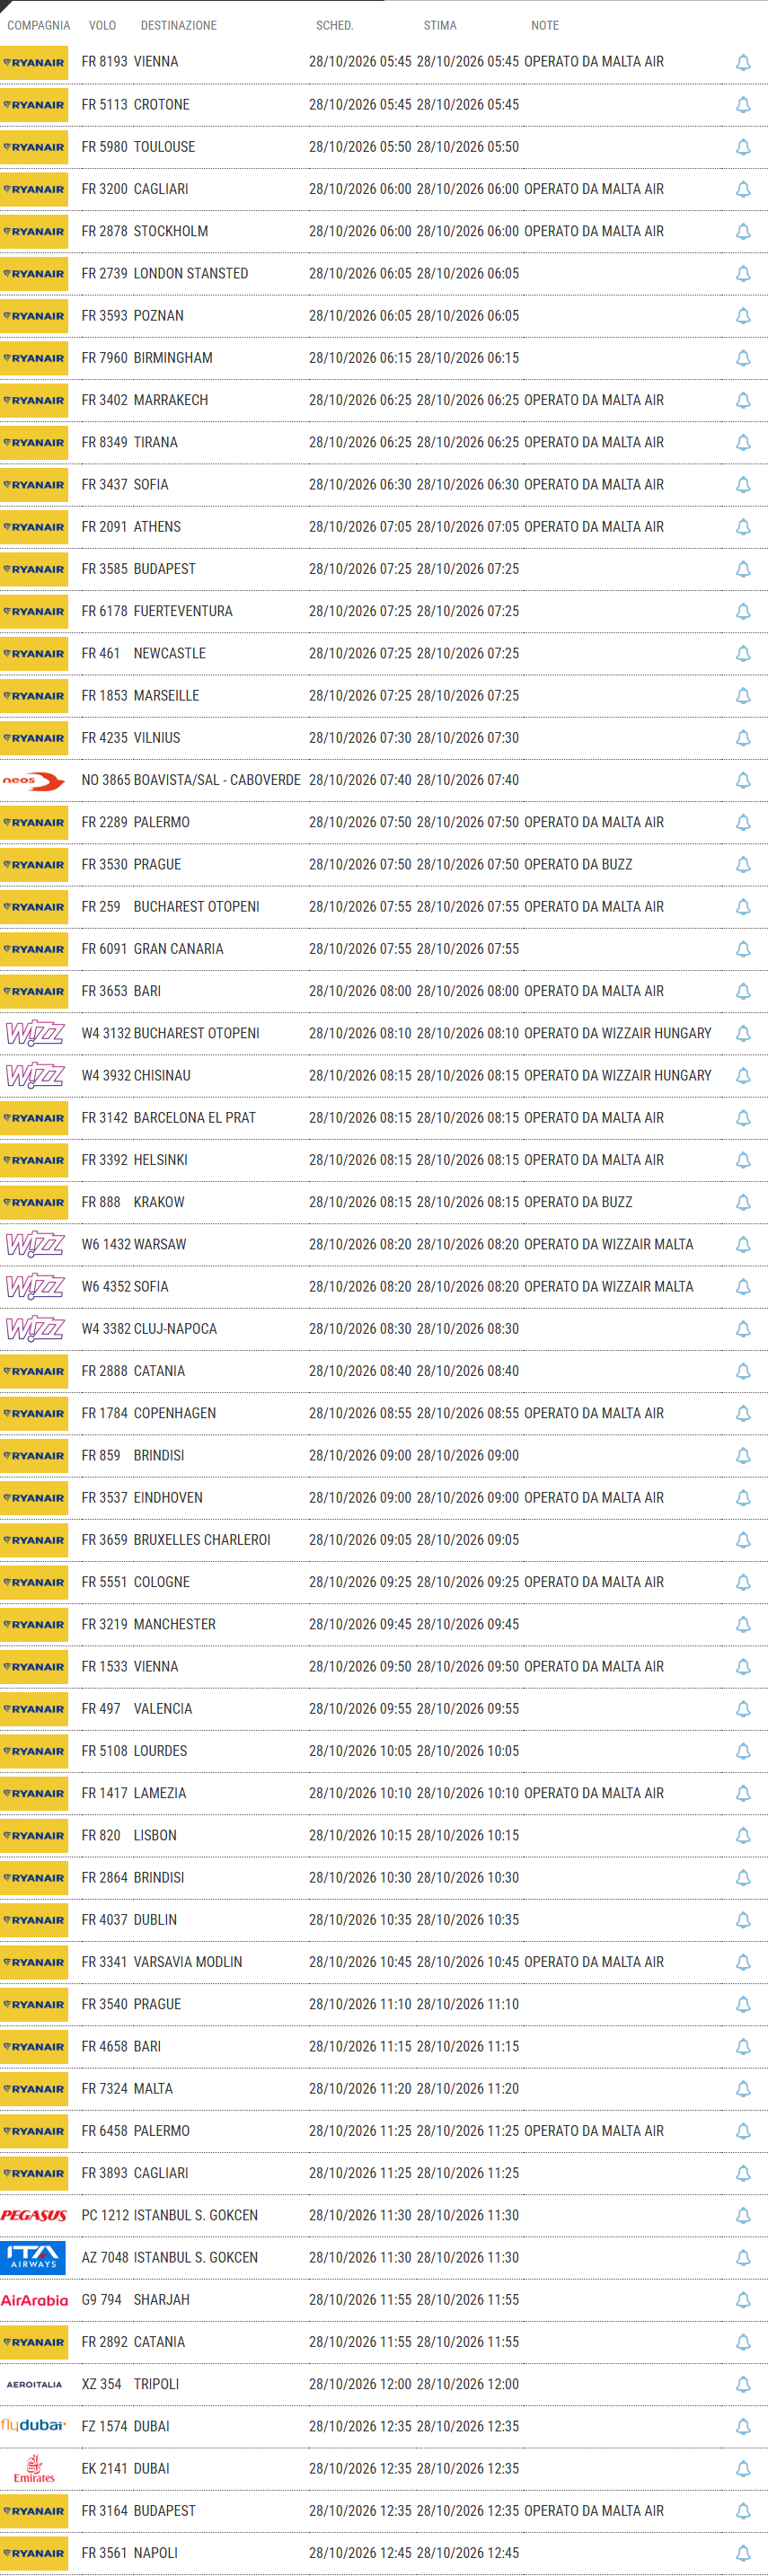 COMPAGNIA VOLO DESTINAZIONE SCHED. STIMA NOTE
RYANAIR FR 8193 VIENNA 28/10/2026 05:45 28/10/2026 05:45 OPERATO DA MALTA AIR
RYANAIR FR 5113 CROTONE 28/10/2026 05:45 28/10/2026 05:45
RYANAIR FR 5980 TOULOUSE 28/10/2026 05:50 28/10/2026 05:50
RYANAIR FR 3200 CAGLIARI 28/10/2026 06:00 28/10/2026 06:00 OPERATO DA MALTA AIR
RYANAIR FR 2878 STOCKHOLM 28/10/2026 06:00 28/10/2026 06:00 OPERATO DA MALTA AIR
RYANAIR FR 2739 LONDON STANSTED 28/10/2026 06:05 28/10/2026 06:05
RYANAIR FR 3593 POZNAN 28/10/2026 06:05 28/10/2026 06:05
RYANAIR FR 7960 BIRMINGHAM 28/10/2026 06:15 28/10/2026 06:15
RYANAIR FR 3402 MARRAKECH 28/10/2026 06:25 28/10/2026 06:25 OPERATO DA MALTA AIR
RYANAIR FR 8349 TIRANA 28/10/2026 06:25 28/10/2026 06:25 OPERATO DA MALTA AIR
RYANAIR FR 3437 SOFIA 28/10/2026 06:30 28/10/2026 06:30 OPERATO DA MALTA AIR
RYANAIR FR 2091 ATHENS 28/10/2026 07:05 28/10/2026 07:05 OPERATO DA MALTA AIR
RYANAIR FR 3585 BUDAPEST 28/10/2026 07:25 28/10/2026 07:25
RYANAIR FR 6178 FUERTEVENTURA 28/10/2026 07:25 28/10/2026 07:25
RYANAIR FR 461 NEWCASTLE 28/10/2026 07:25 28/10/2026 07:25
RYANAIR FR 1853 MARSEILLE 28/10/2026 07:25 28/10/2026 07:25
RYANAIR FR 4235 VILNIUS 28/10/2026 07:30 28/10/2026 07:30
neos NO 3865 BOAVISTA/SAL - CABOVERDE 28/10/2026 07:40 28/10/2026 07:40
RYANAIR FR 2289 PALERMO 28/10/2026 07:50 28/10/2026 07:50 OPERATO DA MALTA AIR
RYANAIR FR 3530 PRAGUE 28/10/2026 07:50 28/10/2026 07:50 OPERATO DA BUZZ
RYANAIR FR 259 BUCHAREST OTOPENI 28/10/2026 07:55 28/10/2026 07:55 OPERATO DA MALTA AIR
RYANAIR FR 6091 GRAN CANARIA 28/10/2026 07:55 28/10/2026 07:55
RYANAIR FR 3653 BARI 28/10/2026 08:00 28/10/2026 08:00 OPERATO DA MALTA AIR
WIZZ W4 3132 BUCHAREST OTOPENI 28/10/2026 08:10 28/10/2026 08:10 OPERATO DA WIZZAIR HUNGARY
WIZZ W4 3932 CHISINAU 28/10/2026 08:15 28/10/2026 08:15 OPERATO DA WIZZAIR HUNGARY
RYANAIR FR 3142 BARCELONA EL PRAT 28/10/2026 08:15 28/10/2026 08:15 OPERATO DA MALTA AIR
RYANAIR FR 3392 HELSINKI 28/10/2026 08:15 28/10/2026 08:15 OPERATO DA MALTA AIR
RYANAIR FR 888 KRAKOW 28/10/2026 08:15 28/10/2026 08:15 OPERATO DA BUZZ
WIZZ W6 1432 WARSAW 28/10/2026 08:20 28/10/2026 08:20 OPERATO DA WIZZAIR MALTA
WIZZ W6 4352 SOFIA 28/10/2026 08:20 28/10/2026 08:20 OPERATO DA WIZZAIR MALTA
WIZZ W4 3382 CLUJ-NAPOCA 28/10/2026 08:30 28/10/2026 08:30
RYANAIR FR 2888 CATANIA 28/10/2026 08:40 28/10/2026 08:40
RYANAIR FR 1784 COPENHAGEN 28/10/2026 08:55 28/10/2026 08:55 OPERATO DA MALTA AIR
RYANAIR FR 859 BRINDISI 28/10/2026 09:00 28/10/2026 09:00
RYANAIR FR 3537 EINDHOVEN 28/10/2026 09:00 28/10/2026 09:00 OPERATO DA MALTA AIR
RYANAIR FR 3659 BRUXELLES CHARLEROI 28/10/2026 09:05 28/10/2026 09:05
RYANAIR FR 5551 COLOGNE 28/10/2026 09:25 28/10/2026 09:25 OPERATO DA MALTA AIR
RYANAIR FR 3219 MANCHESTER 28/10/2026 09:45 28/10/2026 09:45
RYANAIR FR 1533 VIENNA 28/10/2026 09:50 28/10/2026 09:50 OPERATO DA MALTA AIR
RYANAIR FR 497 VALENCIA 28/10/2026 09:55 28/10/2026 09:55
RYANAIR FR 5108 LOURDES 28/10/2026 10:05 28/10/2026 10:05
RYANAIR FR 1417 LAMEZIA 28/10/2026 10:10 28/10/2026 10:10 OPERATO DA MALTA AIR
RYANAIR FR 820 LISBON 28/10/2026 10:15 28/10/2026 10:15
RYANAIR FR 2864 BRINDISI 28/10/2026 10:30 28/10/2026 10:30
RYANAIR FR 4037 DUBLIN 28/10/2026 10:35 28/10/2026 10:35
RYANAIR FR 3341 VARSAVIA MODLIN 28/10/2026 10:45 28/10/2026 10:45 OPERATO DA MALTA AIR
RYANAIR FR 3540 PRAGUE 28/10/2026 11:10 28/10/2026 11:10
RYANAIR FR 4658 BARI 28/10/2026 11:15 28/10/2026 11:15
RYANAIR FR 7324 MALTA 28/10/2026 11:20 28/10/2026 11:20
RYANAIR FR 6458 PALERMO 28/10/2026 11:25 28/10/2026 11:25 OPERATO DA MALTA AIR
RYANAIR FR 3893 CAGLIARI 28/10/2026 11:25 28/10/2026 11:25
PEGASUS PC 1212 ISTANBUL S. GOKCEN 28/10/2026 11:30 28/10/2026 11:30
ITA AIRWAYS AZ 7048 ISTANBUL S. GOKCEN 28/10/2026 11:30 28/10/2026 11:30
AirArabia G9 794 SHARJAH 28/10/2026 11:55 28/10/2026 11:55
RYANAIR FR 2892 CATANIA 28/10/2026 11:55 28/10/2026 11:55
AEROITALIA XZ 354 TRIPOLI 28/10/2026 12:00 28/10/2026 12:00
flydubai FZ 1574 DUBAI 28/10/2026 12:35 28/10/2026 12:35
Emirates EK 2141 DUBAI 28/10/2026 12:35 28/10/2026 12:35
RYANAIR FR 3164 BUDAPEST 28/10/2026 12:35 28/10/2026 12:35 OPERATO DA MALTA AIR
RYANAIR FR 3561 NAPOLI 28/10/2026 12:45 28/10/2026 12:45